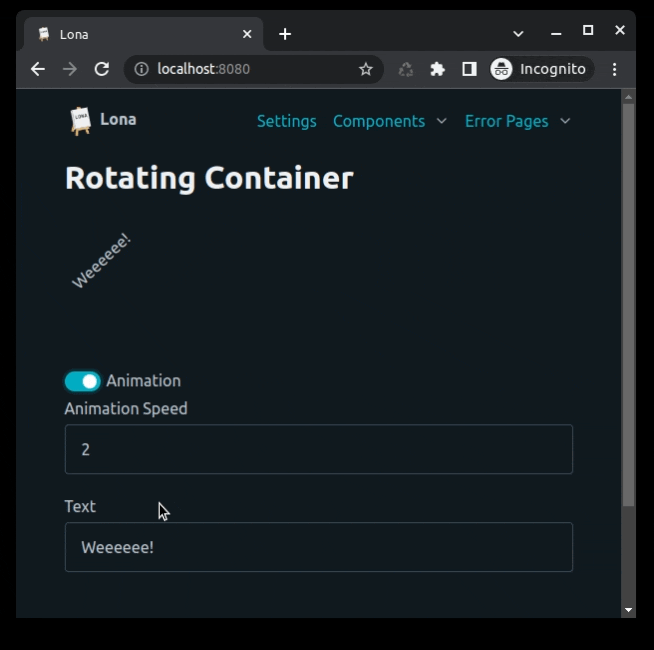 Lona
localhost:8080
Incognito
Lona
Settings Components Error Pages
Rotating Container
Weeeeee!
Animation
Animation Speed
2
Text
Weeeeee!